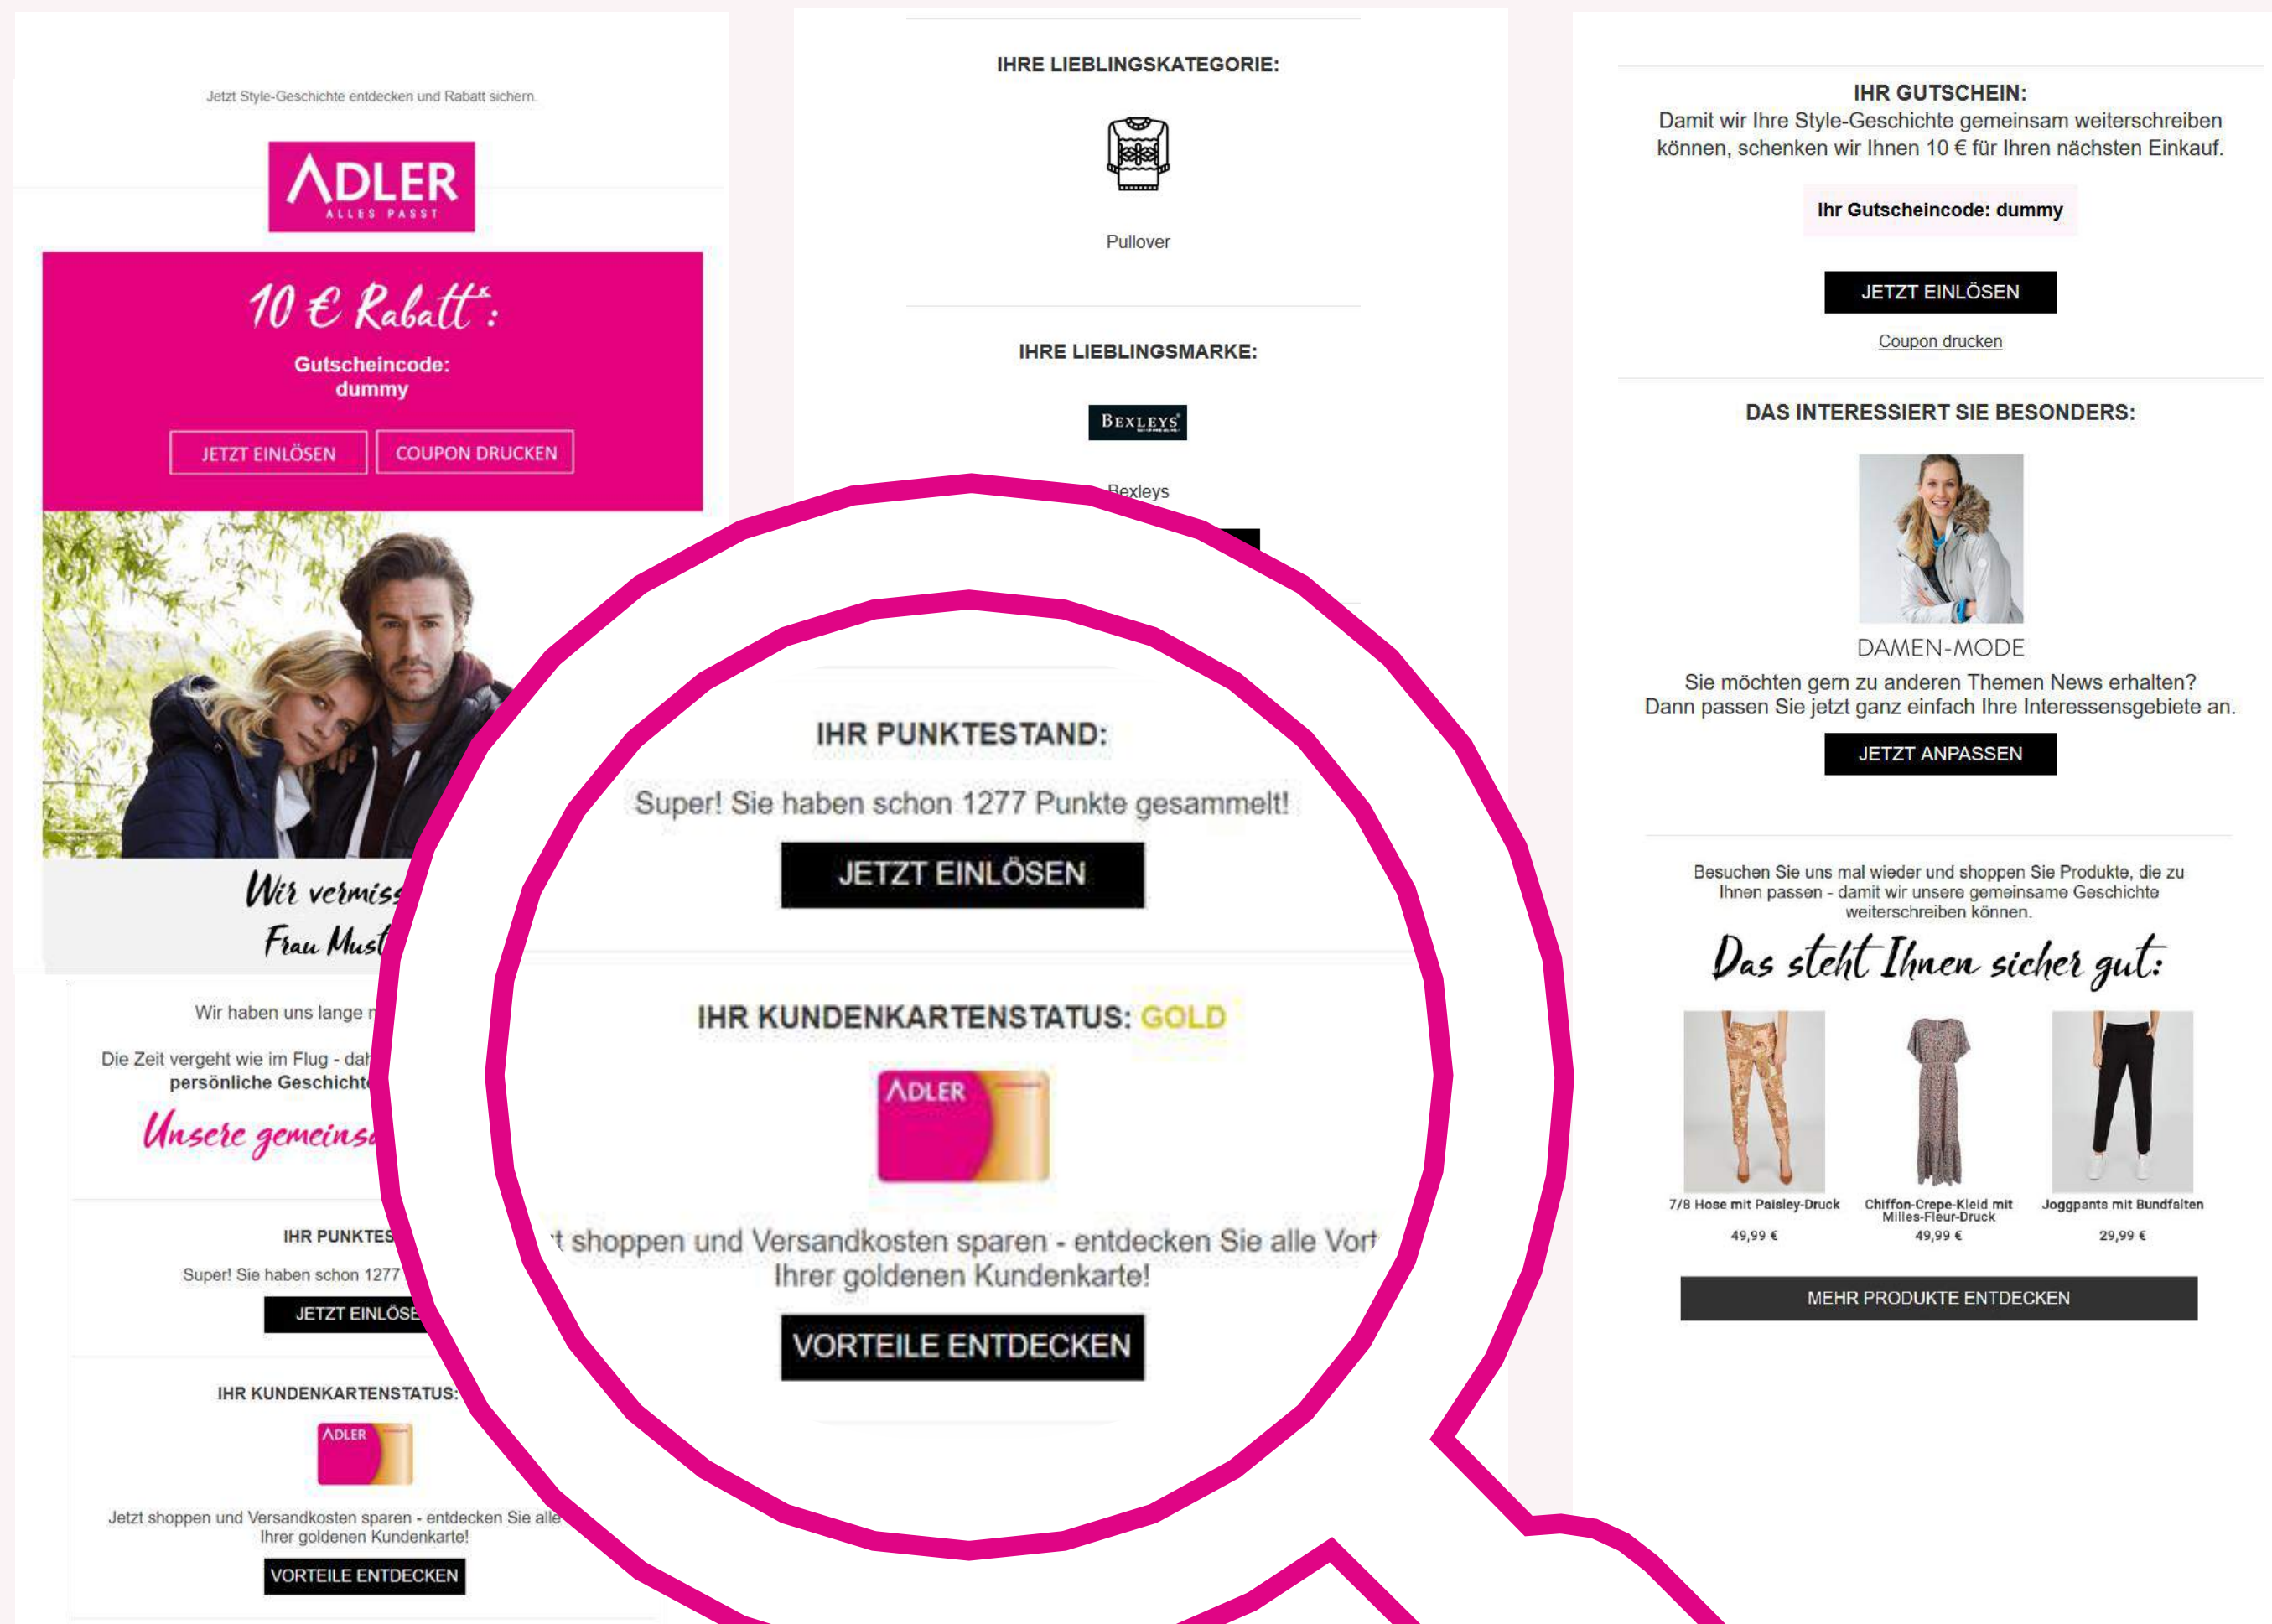 Jetzt Style-Geschichte entdecken und Rabatt sichern.
ADLER
ALLES PASST
10 € Rabatt*:
Gutscheincode:
dummy
JETZT EINLÖSEN
COUPON DRUCKEN
Wir
Frau
Wir haben uns lange
Die Zeit vergeht wie im Flug -
persönliche
Unsere
IHR
Super! Sie haben schon 1277
JETZT
IHR KUNDENKARTENSTATUS:
ADLER
Jetzt shoppen und Versandkosten sparen - entdecken Sie alle
Ihrer goldenen Kundenkarte!
VORTEILE ENTDECKEN
IHRE LIEBLINGSKATEGORIE:
Pullover
IHRE LIEBLINGSMARKE:
BEXLEYS
Bexleys
IHR PUNKTESTAND:
Super! Sie haben schon 1277 Punkte gesammelt!
JETZT EINLÖSEN
IHR KUNDENKARTENSTATUS: GOLD
ADLER
shoppen und Versandkosten sparen - entdecken Sie alle
Ihrer goldenen Kundenkarte!
VORTEILE ENTDECKEN
IHR GUTSCHEIN:
Damit wir Ihre Style-Geschichte gemeinsam weiterschreiben
können, schenken wir Ihnen 10 € für Ihren nächsten Einkauf.
Ihr Gutscheincode: dummy
JETZT EINLÖSEN
Coupon drucken
DAS INTERESSIERT SIE BESONDERS:
DAMEN-MODE
Sie möchten gern zu anderen Themen News erhalten?
Dann passen Sie jetzt ganz einfach Ihre Interessensgebiete an.
JETZT ANPASSEN
Besuchen Sie uns mal wieder und shoppen Sie Produkte, die zu
Ihnen passen - damit wir unsere gemeinsame Geschichte
weiterschreiben können.
Das steht Ihnen sicher gut:
7/8 Hose mit Paisley-Druck
49,99 €
Chiffon-Crepe-Kleid mit
Milles-Fleur-Druck
49,99 €
Joggpants mit Bundfalten
29,99 €
MEHR PRODUKTE ENTDECKEN